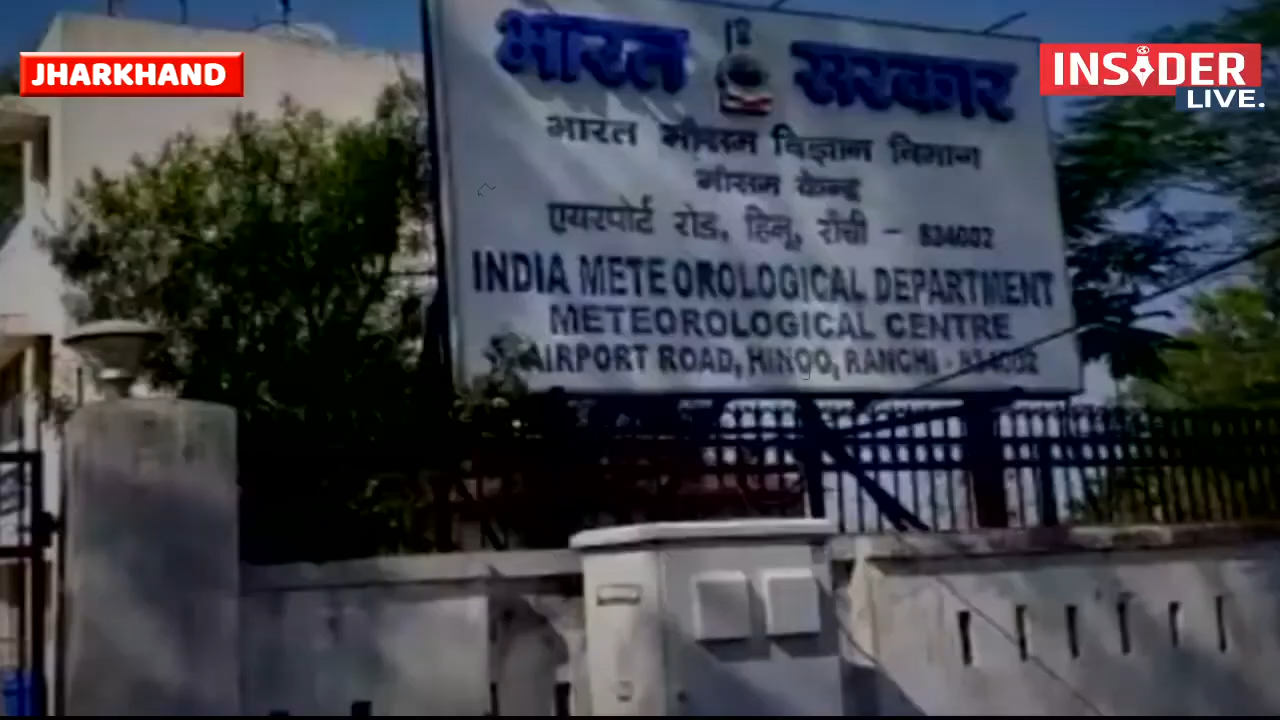 JHARKHAND
INSIDER
LIVE.
भारत सरकार
भारत मौसम विज्ञान विभाग
मौसम केन्द्र
एयरपोर्ट रोड, हिनू, राँची - 834002
INDIA METEOROLOGICAL DEPARTMENT
METEOROLOGICAL CENTRE
AIRPORT ROAD, HINOO, RANCHI - 834002